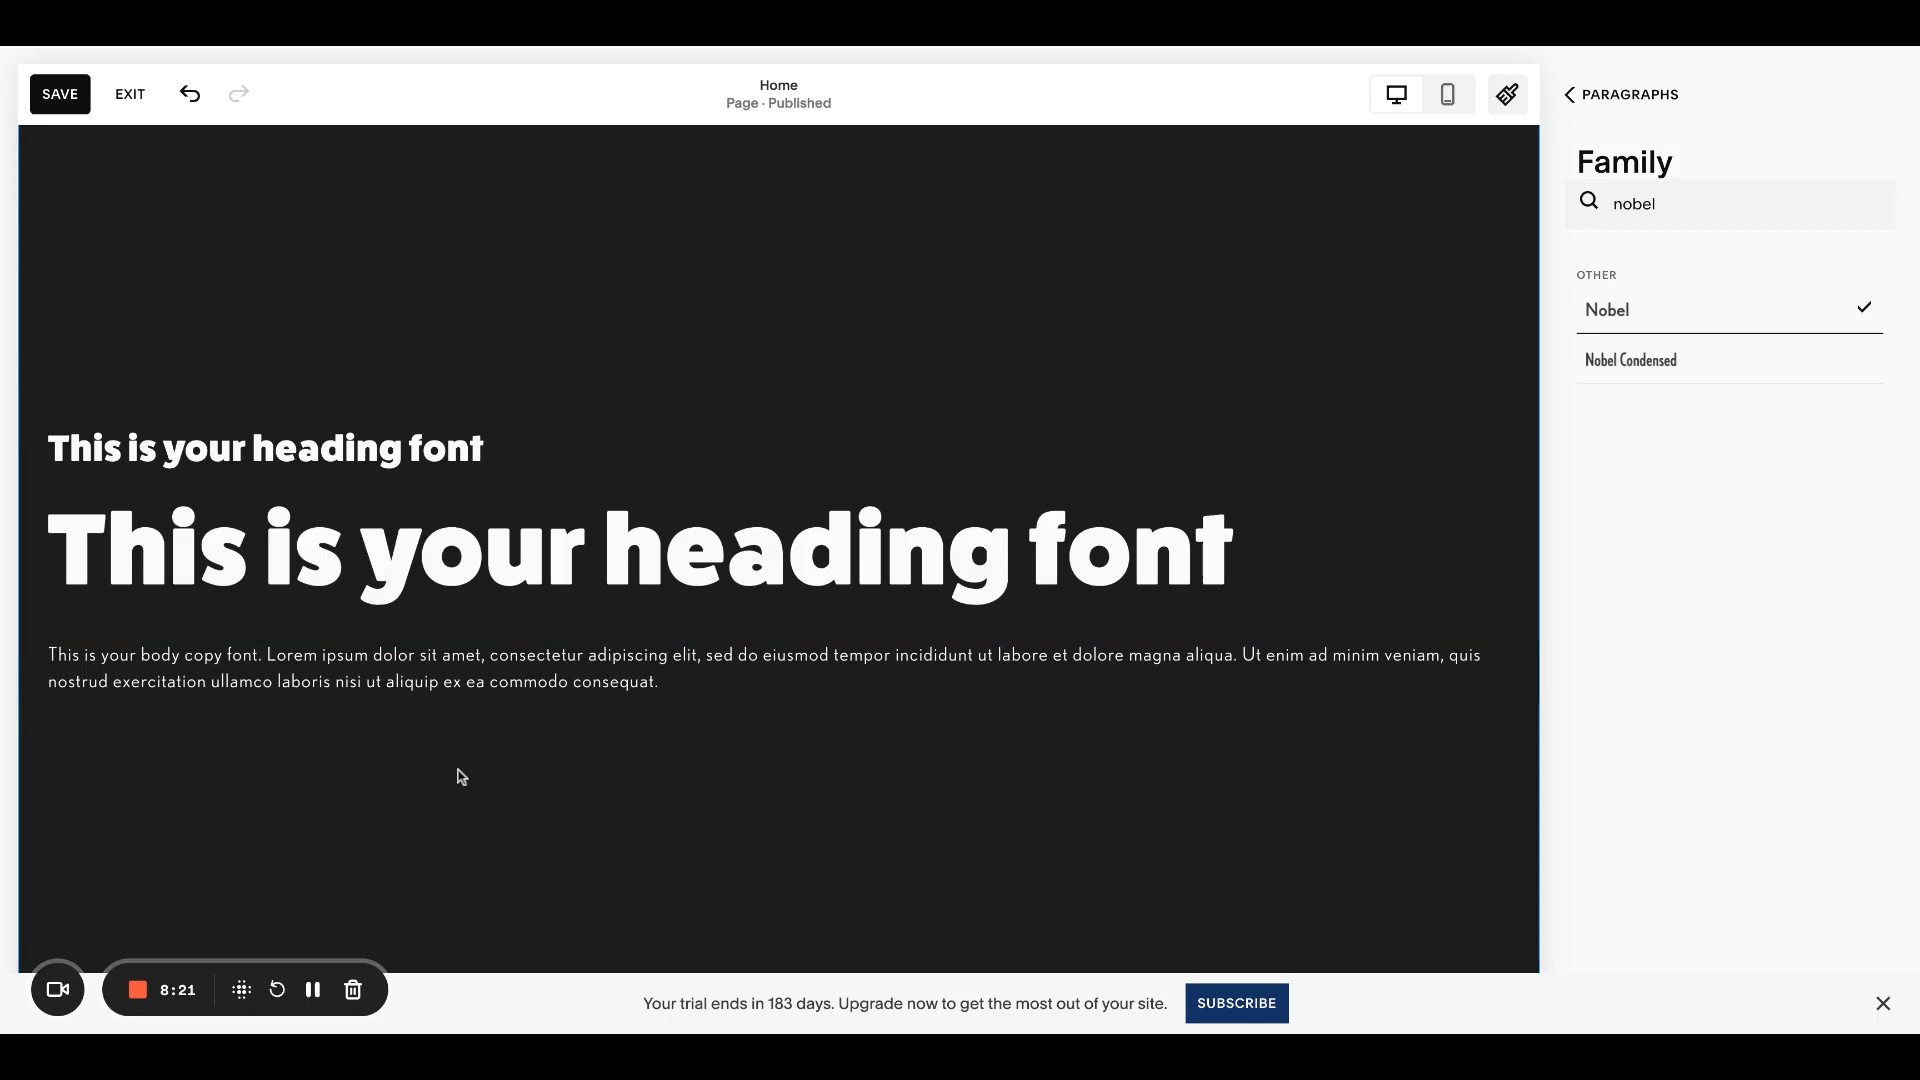 SAVE
EXIT
Home
Page · Published
PARAGRAPHS
Family
nobel
OTHER
Nobel
Nobel Condensed
This is your heading font
This is your heading font
This is your body copy font. Lorem ipsum dolor sit amet, consectetur adipiscing elit, sed do eiusmod tempor incididunt ut labore et dolore magna aliqua. Ut enim ad minim veniam, quis
nostrud exercitation ullamco laboris nisi ut aliquip ex ea commodo consequat.
8:21
Your trial ends in 183 days. Upgrade now to get the most out of your site.
SUBSCRIBE